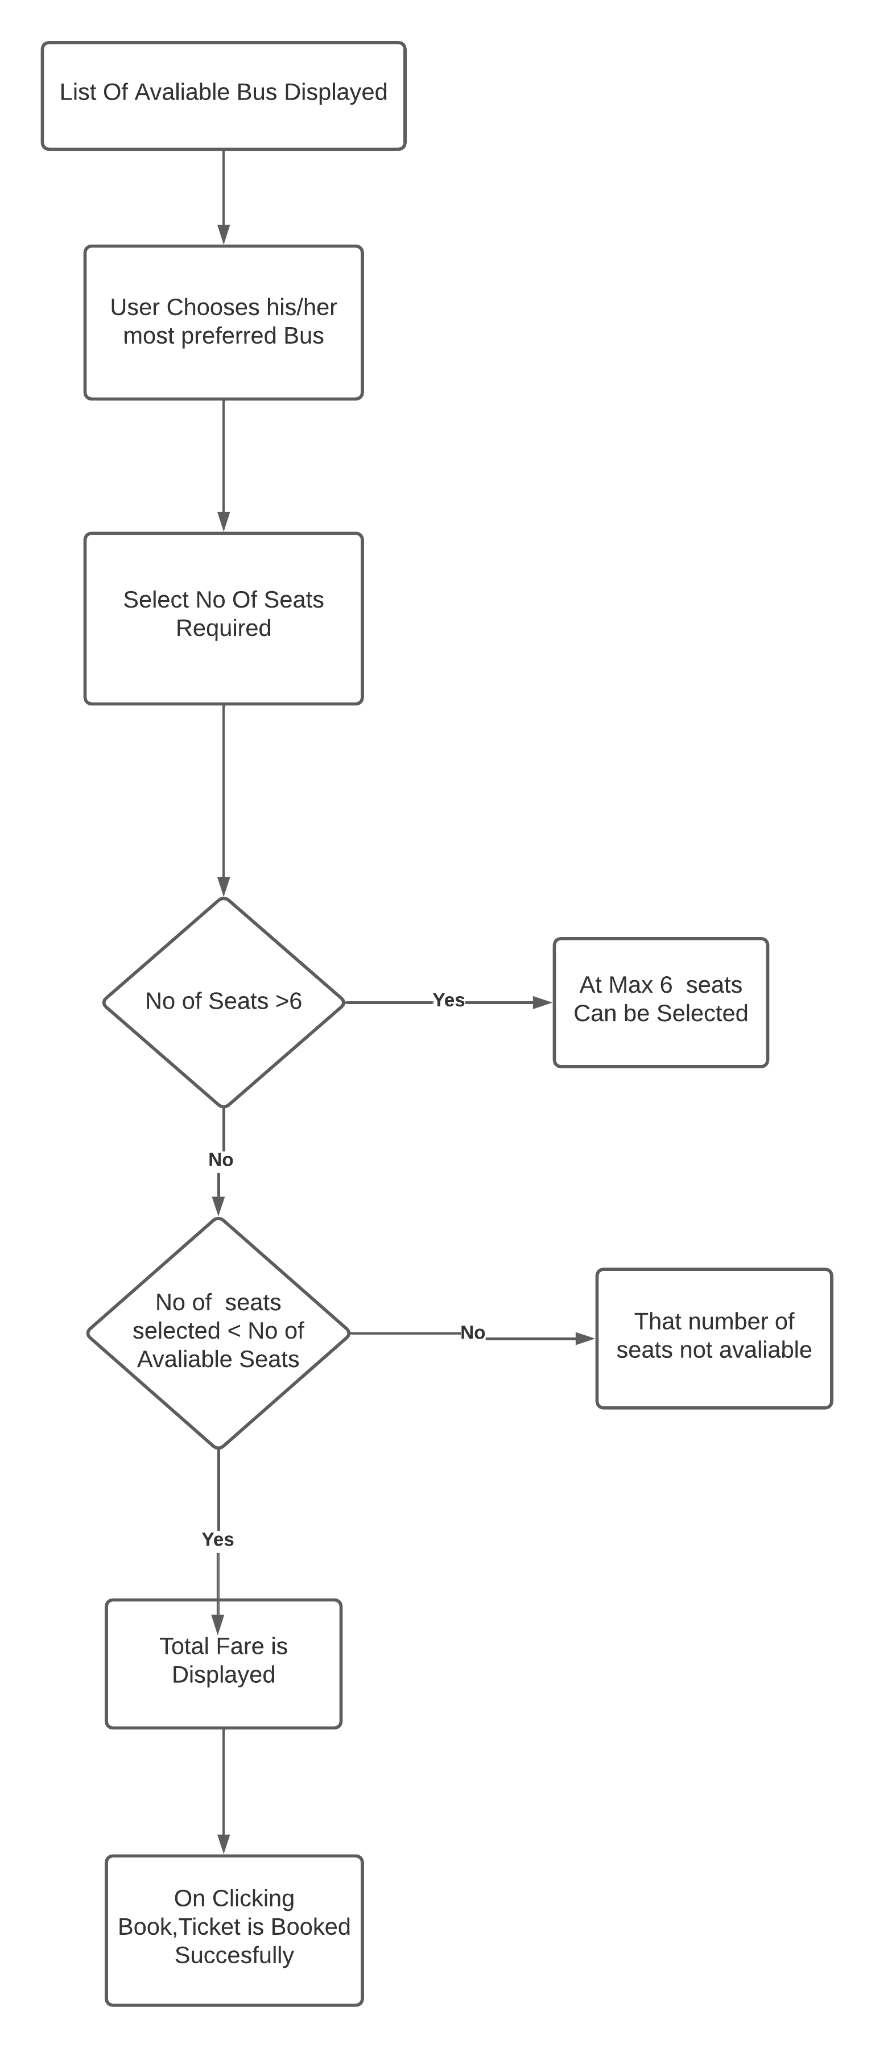 List Of Avaliable Bus Displayed
User Chooses his/her
most preferred Bus
Select No Of Seats
Required
No of Seats >6
Yes
At Max 6  seats
Can be Selected
No
No of  seats
selected < No of
Avaliable Seats
No
That number of
seats not avaliable
Yes
Total Fare is
Displayed
On Clicking
Book,Ticket is Booked
Succesfully